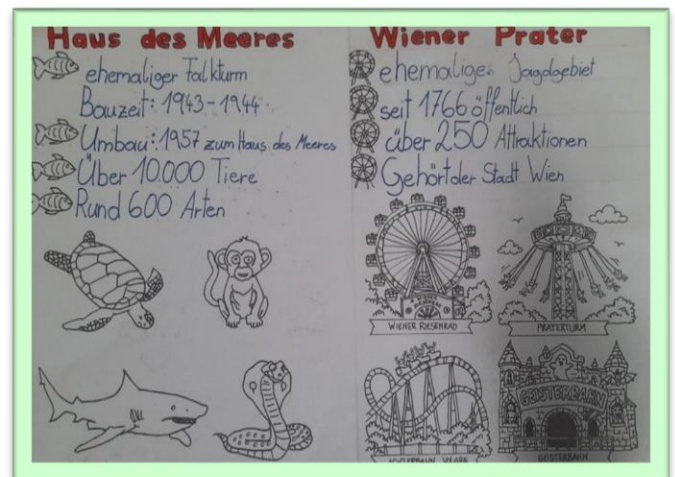 Haus des Meeres
ehemaliger Falkturm
Bauzeit: 1943-1944
Umbau: 1957 zum Haus des Meeres
Über 10.000 Tiere
Rund 600 Arten
Wiener Prater
ehemaliges Jagdgebiet
seit 1766 öffentlich
über 250 Attraktionen
Gehört der Stadt Wien
WIENER RIESENRAD
PRATERTURM
GEISTERBAHN
ACHTERBAHN
GEISTERBAHN